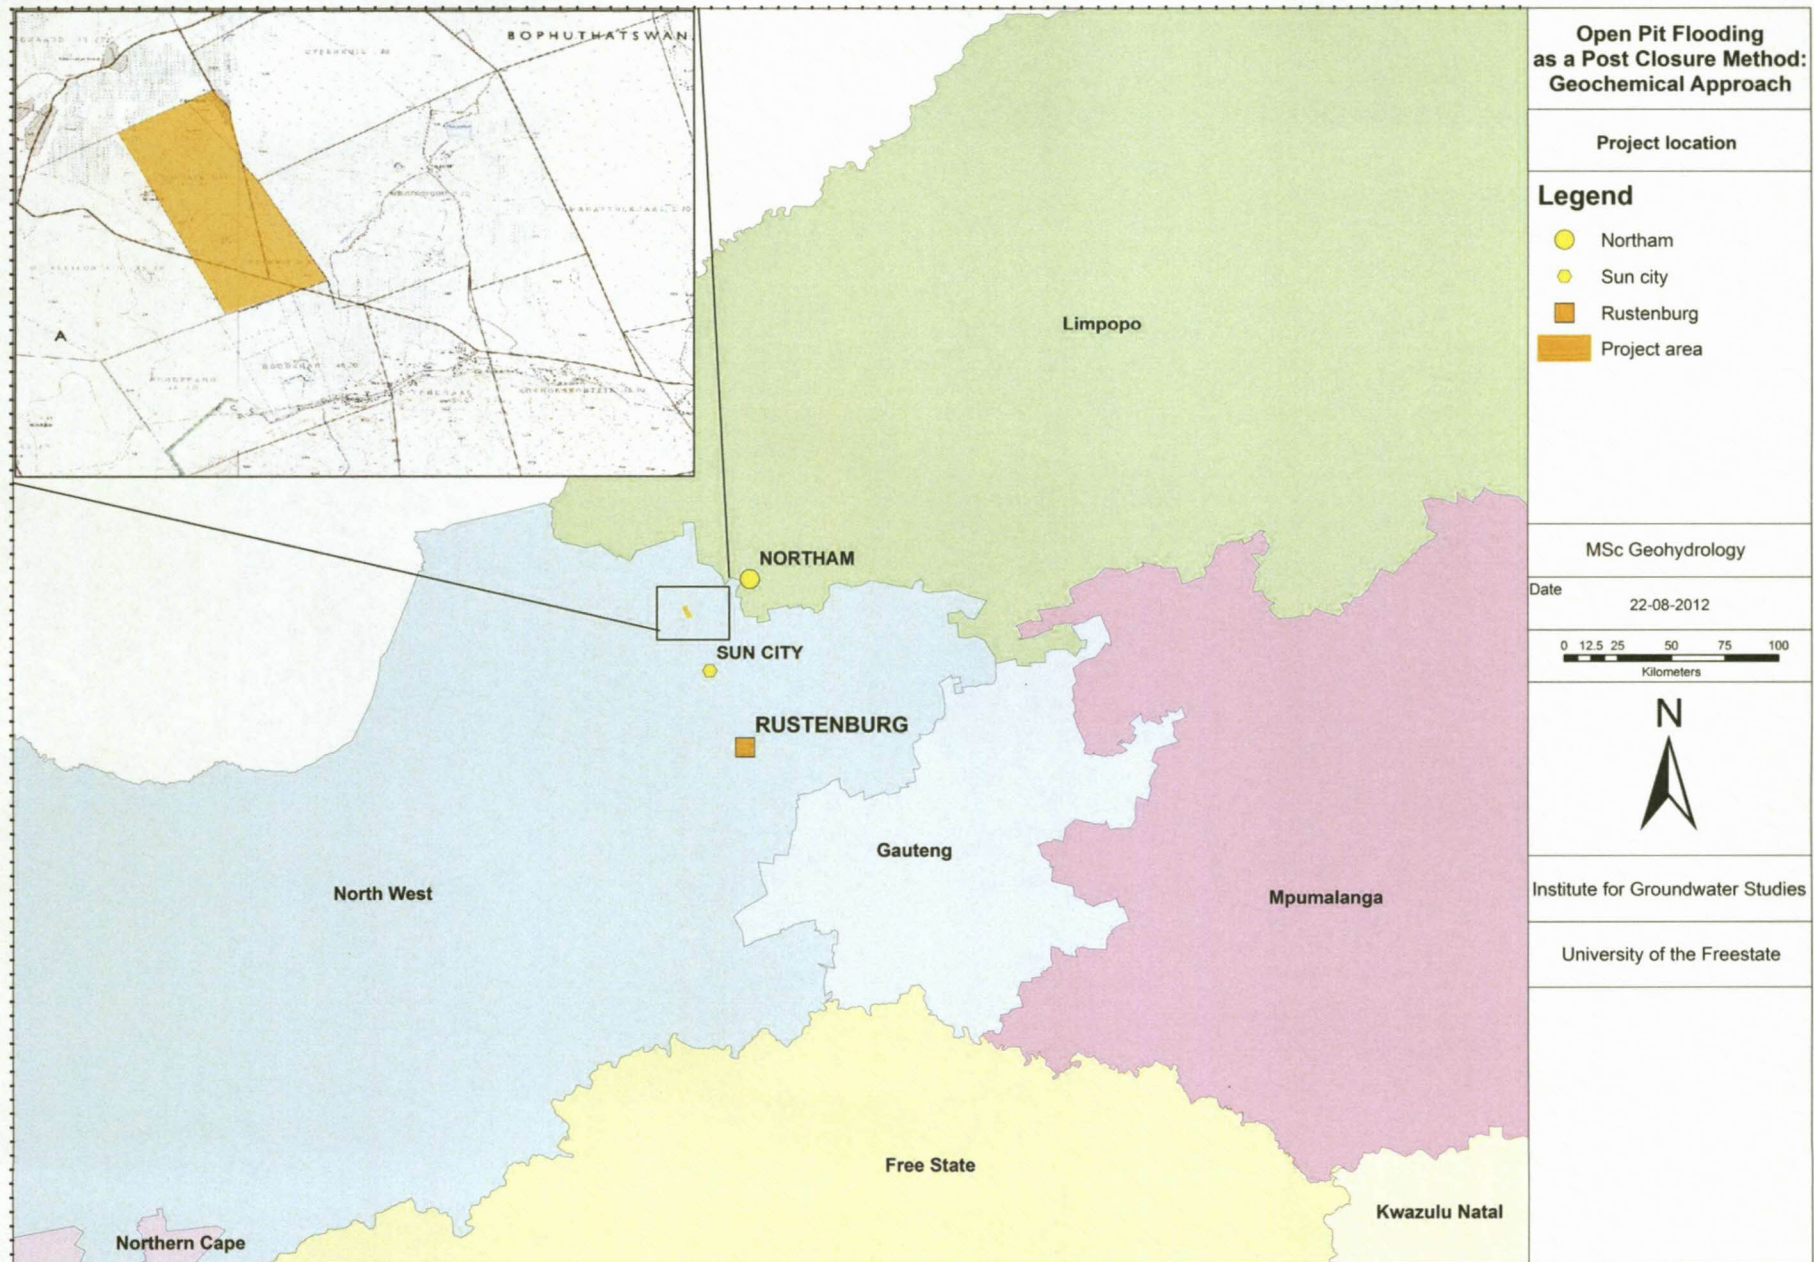 BOPHUTHATSWAN
A
Limpopo
NORTHAM
SUN CITY
RUSTENBURG
Gauteng
North West
Mpumalanga
Free State
Kwazulu Natal
Northern Cape
Open Pit Flooding
as a Post Closure Method:
Geochemical Approach
Project location
Legend
Northam
Sun city
Rustenburg
Project area
MSc Geohydrology
Date
22-08-2012
0 12.5 25 50 75 100
Kilometers
N
Institute for Groundwater Studies
University of the Freestate